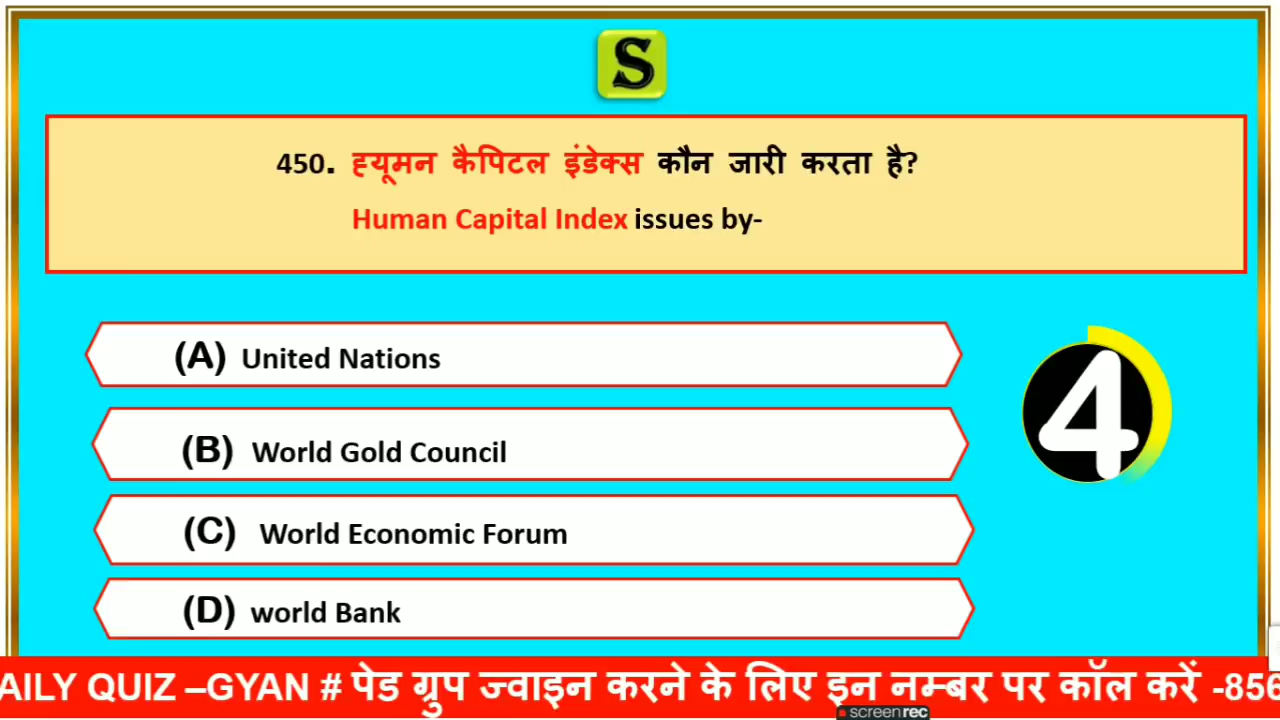 S
450. ह्यूमन कैपिटल इंडेक्स कौन जारी करता है?
Human Capital Index issues by-
(A) United Nations
(B) World Gold Council
(C) World Economic Forum
(D) world Bank
4
AILY QUIZ –GYAN # पेड ग्रुप ज्वाइन करने के लिए इन नम्बर पर कॉल करें -856
screenrec